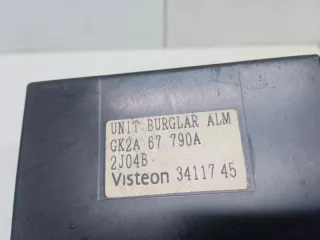 UNIT BURGLAR ALM
GK2A 67 790A
2J04B
Visteon 34117 45